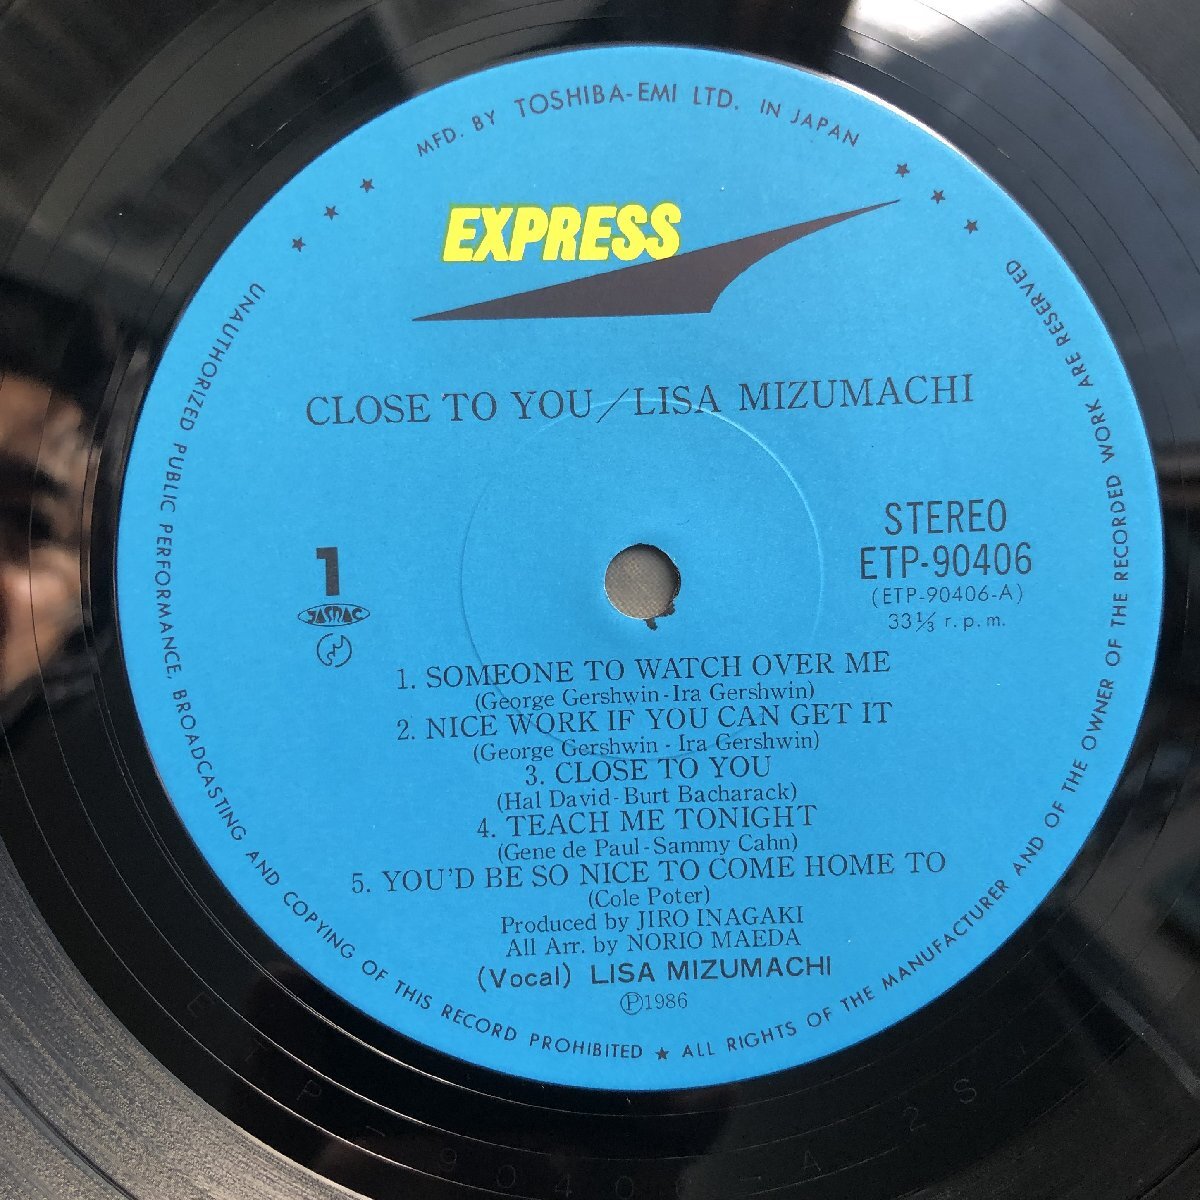 MFD. BY TOSHIBA-EMI LTD. IN JAPAN
EXPRESS
CLOSE TO YOU/LISA MIZUMACHI
STEREO
ETP-90406
(ETP-90406-A)
33⅓ r.p.m.
1
JASRAC
1. SOMEONE TO WATCH OVER ME
(George Gershwin-Ira Gershwin)
2. NICE WORK IF YOU CAN GET IT
(George Gershwin - Ira Gershwin)
3. CLOSE TO YOU
(Hal David-Burt Bacharack)
4. TEACH ME TONIGHT
(Gene de Paul-Sammy Cahn)
5. YOU'D BE SO NICE TO COME HOME TO
(Cole Poter)
Produced by JIRO INAGAKI
All Arr. by NORIO MAEDA
(Vocal) LISA MIZUMACHI
Ⓟ1986
UNAUTHORIZED PUBLIC PERFORMANCE, BROADCASTING AND COPYING OF THIS RECORD PROHIBITED ★ ALL RIGHTS OF THE MANUFACTURER AND OF THE OWNER OF THE RECORDED WORK ARE RESERVED